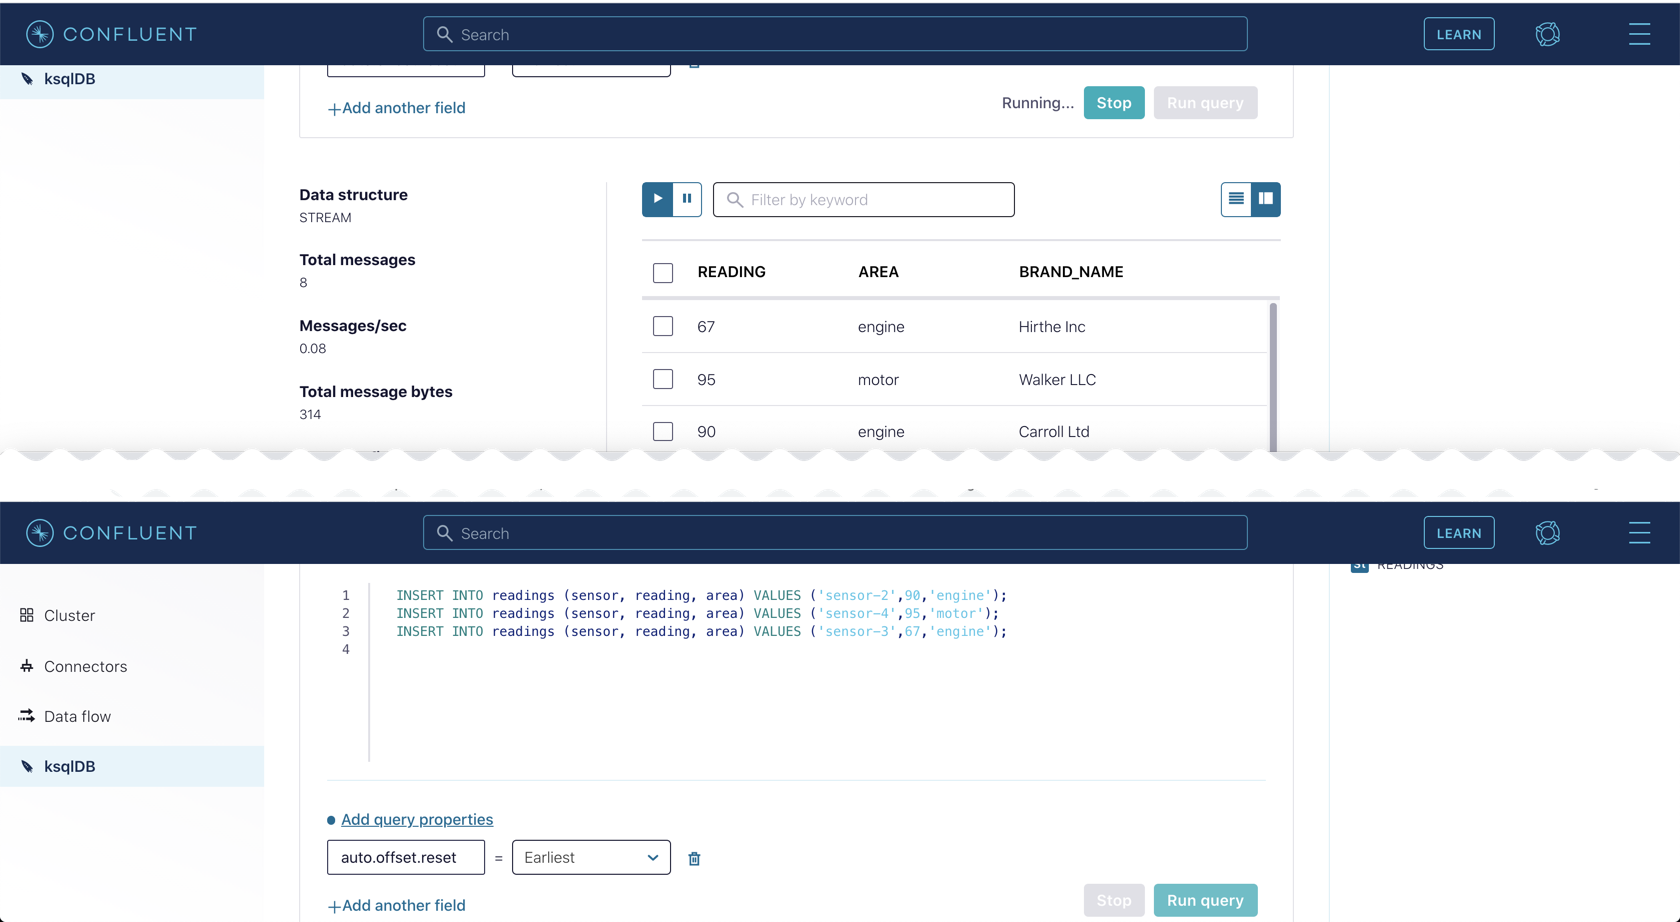 CONFLUENT
Search
LEARN
ksqlDB
+Add another field
Running...
Stop
Run query
Data structure
STREAM
Total messages
8
Messages/sec
0.08
Total message bytes
314
Filter by keyword
READING AREA BRAND_NAME
67 engine Hirthe Inc
95 motor Walker LLC
90 engine Carroll Ltd
CONFLUENT
Search
LEARN
St READINGS
Cluster
Connectors
Data flow
ksqlDB
1 INSERT INTO readings (sensor, reading, area) VALUES ('sensor-2',90,'engine');
2 INSERT INTO readings (sensor, reading, area) VALUES ('sensor-4',95,'motor');
3 INSERT INTO readings (sensor, reading, area) VALUES ('sensor-3',67,'engine');
4
Add query properties
auto.offset.reset = Earliest
+Add another field
Stop
Run query